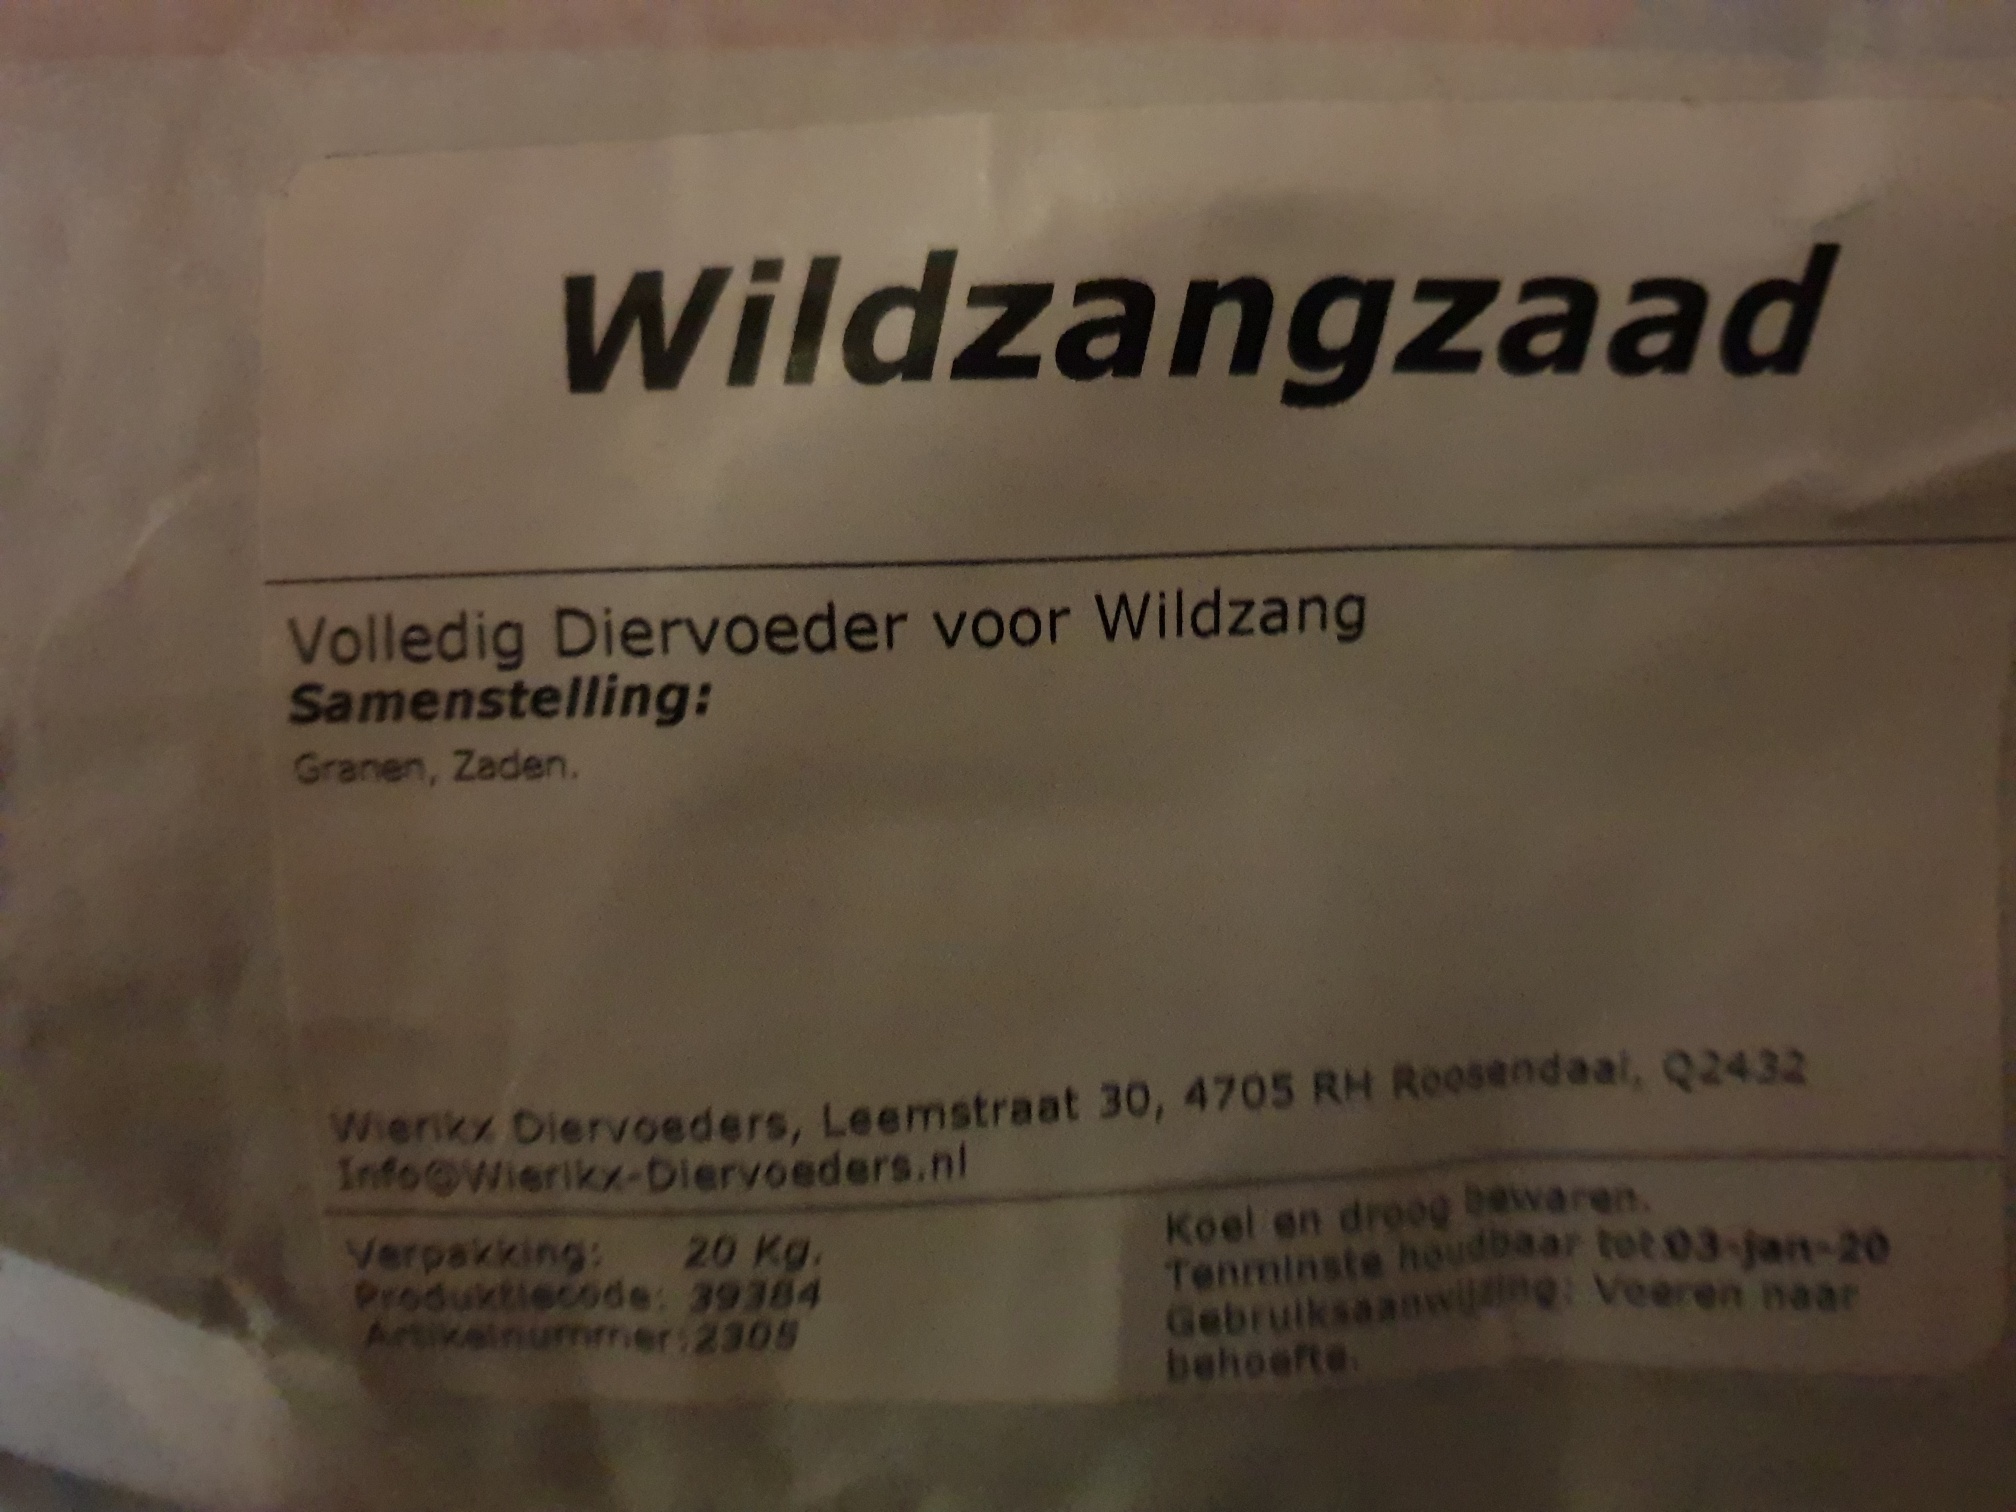 Wildzangzaad
Volledig Diervoeder voor Wildzang
Samenstelling:
Granen, Zaden.
Wierikx Diervoeders, Leemstraat 30, 4705 RH Roosendaal, Q2432
Info@Wierikx-Diervoeders.nl
Verpakking: 20 Kg.
Produktiecode: 39384
Artikelnummer: 2305
Koel en droog bewaren.
Tenminste houdbaar tot:03-jan-20
Gebruiksaanwijzing: Voeren naar
behoefte.